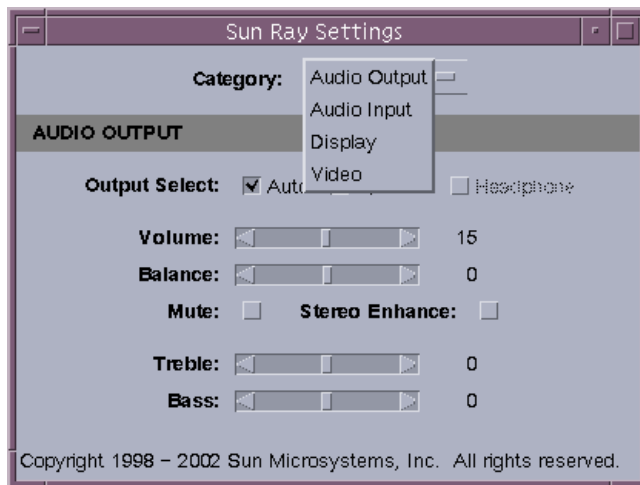 Sun Ray Settings
Category: Audio Output
Audio Input
Display
Video
AUDIO OUTPUT
Output Select: Auto Headphone
Volume: 15
Balance: 0
Mute: Stereo Enhance:
Treble: 0
Bass: 0
Copyright 1998 – 2002 Sun Microsystems, Inc. All rights reserved.